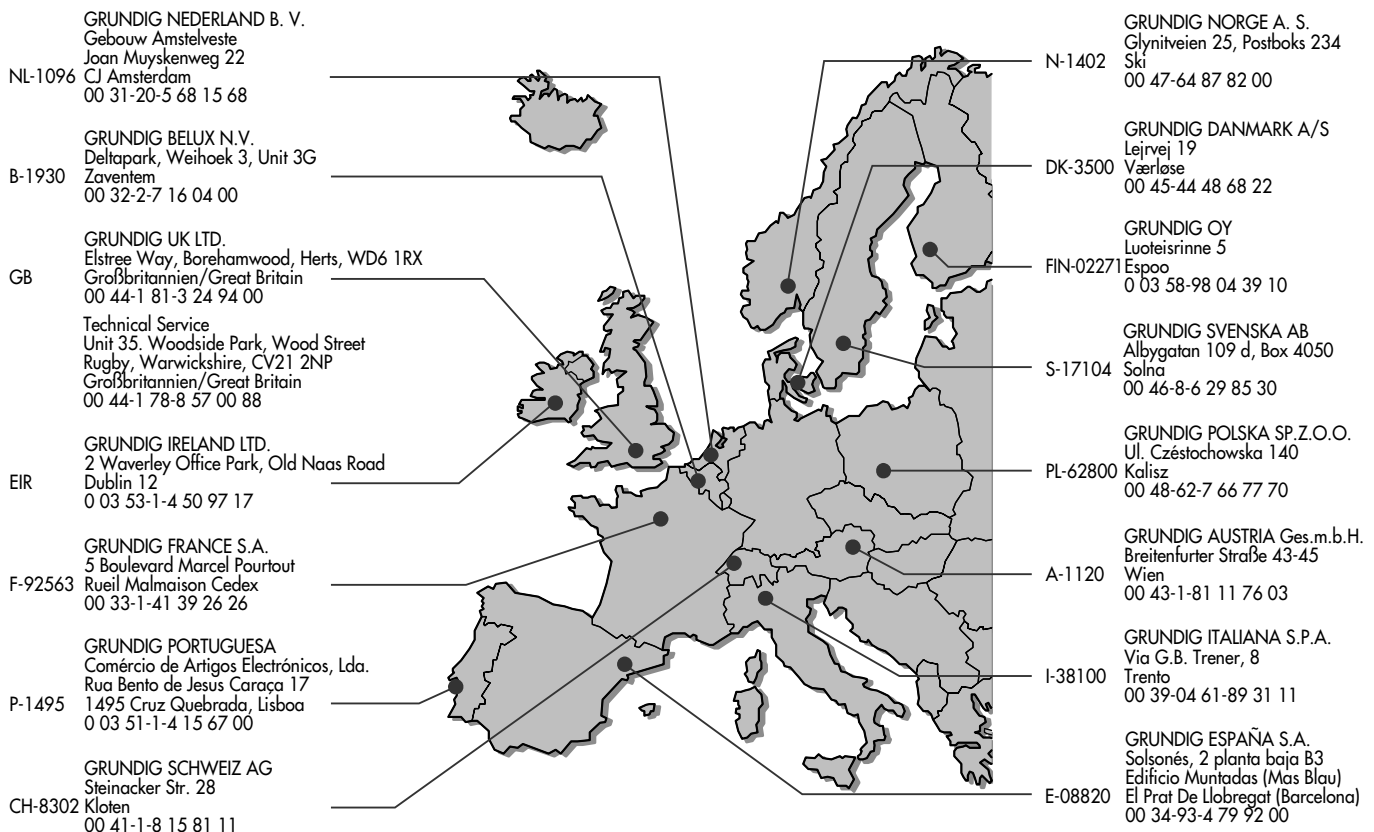 GRUNDIG NEDERLAND B. V.
Gebouw Amstelveste
Joan Muyskenweg 22
NL-1096 CJ Amsterdam
00 31-20-5 68 15 68
GRUNDIG BELUX N.V.
Deltapark, Weihoek 3, Unit 3G
B-1930 Zaventem
00 32-2-7 16 04 00
GRUNDIG UK LTD.
Elstree Way, Borehamwood, Herts, WD6 1RX
GB Großbritannien/Great Britain
00 44-1 81-3 24 94 00
Technical Service
Unit 35. Woodside Park, Wood Street
Rugby, Warwickshire, CV21 2NP
Großbritannien/Great Britain
00 44-1 78-8 57 00 88
GRUNDIG IRELAND LTD.
2 Waverley Office Park, Old Naas Road
EIR Dublin 12
0 03 53-1-4 50 97 17
GRUNDIG FRANCE S.A.
5 Boulevard Marcel Pourtout
F-92563 Rueil Malmaison Cedex
00 33-1-41 39 26 26
GRUNDIG PORTUGUESA
Comércio de Artigos Electrónicos, Lda.
Rua Bento de Jesus Caraça 17
P-1495 1495 Cruz Quebrada, Lisboa
0 03 51-1-4 15 67 00
GRUNDIG SCHWEIZ AG
Steinacker Str. 28
CH-8302 Kloten
00 41-1-8 15 81 11
GRUNDIG NORGE A. S.
Glynitveien 25, Postboks 234
N-1402 Ski
00 47-64 87 82 00
GRUNDIG DANMARK A/S
Lejrvej 19
DK-3500 Værløse
00 45-44 48 68 22
GRUNDIG OY
Luoteisrinne 5
FIN-02271 Espoo
0 03 58-98 04 39 10
GRUNDIG SVENSKA AB
Albygatan 109 d, Box 4050
S-17104 Solna
00 46-8-6 29 85 30
GRUNDIG POLSKA SP.Z.O.O.
Ul. Czéstochowska 140
PL-62800 Kalisz
00 48-62-7 66 77 70
GRUNDIG AUSTRIA Ges.m.b.H.
Breitenfurter Straße 43-45
A-1120 Wien
00 43-1-81 11 76 03
GRUNDIG ITALIANA S.P.A.
Via G.B. Trener, 8
I-38100 Trento
00 39-04 61-89 31 11
GRUNDIG ESPAÑA S.A.
Solsonés, 2 planta baja B3
Edificio Muntadas (Mas Blau)
E-08820 El Prat De Llobregat (Barcelona)
00 34-93-4 79 92 00